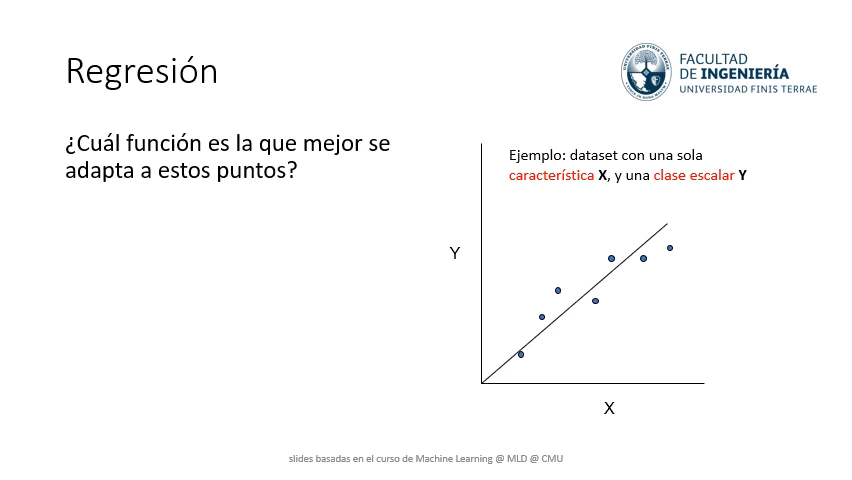 Regresión
FACULTAD
DE INGENIERÍA
UNIVERSIDAD FINIS TERRAE
¿Cuál función es la que mejor se
adapta a estos puntos?
Ejemplo: dataset con una sola
característica X, y una clase escalar Y
Y
X
slides basadas en el curso de Machine Learning @ MLD @ CMU